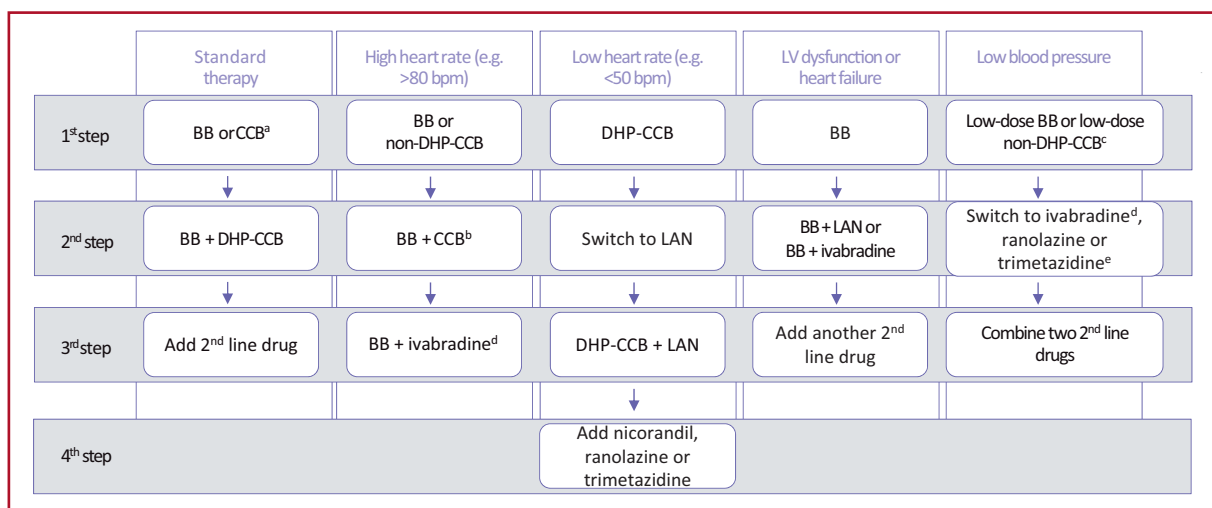 Standard
therapy
High heart rate (e.g.
>80 bpm)
Low heart rate (e.g.
<50 bpm)
LV dysfunction or
heart failure
Low blood pressure
1st step
BB orCCBa
BB or
non-DHP-CCB
DHP-CCB
BB
Low-dose BB or low-dose
non-DHP-CCBc
2nd step
BB + DHP-CCB
BB + CCBb
Switch to LAN
BB + LAN or
BB + ivabradine
Switch to ivabradined,
ranolazine or
trimetazidinee
3rd step
Add 2nd line drug
BB + ivabradined
DHP-CCB + LAN
Add another 2nd
line drug
Combine two 2nd line
drugs
4th step
Add nicorandil,
ranolazine or
trimetazidine